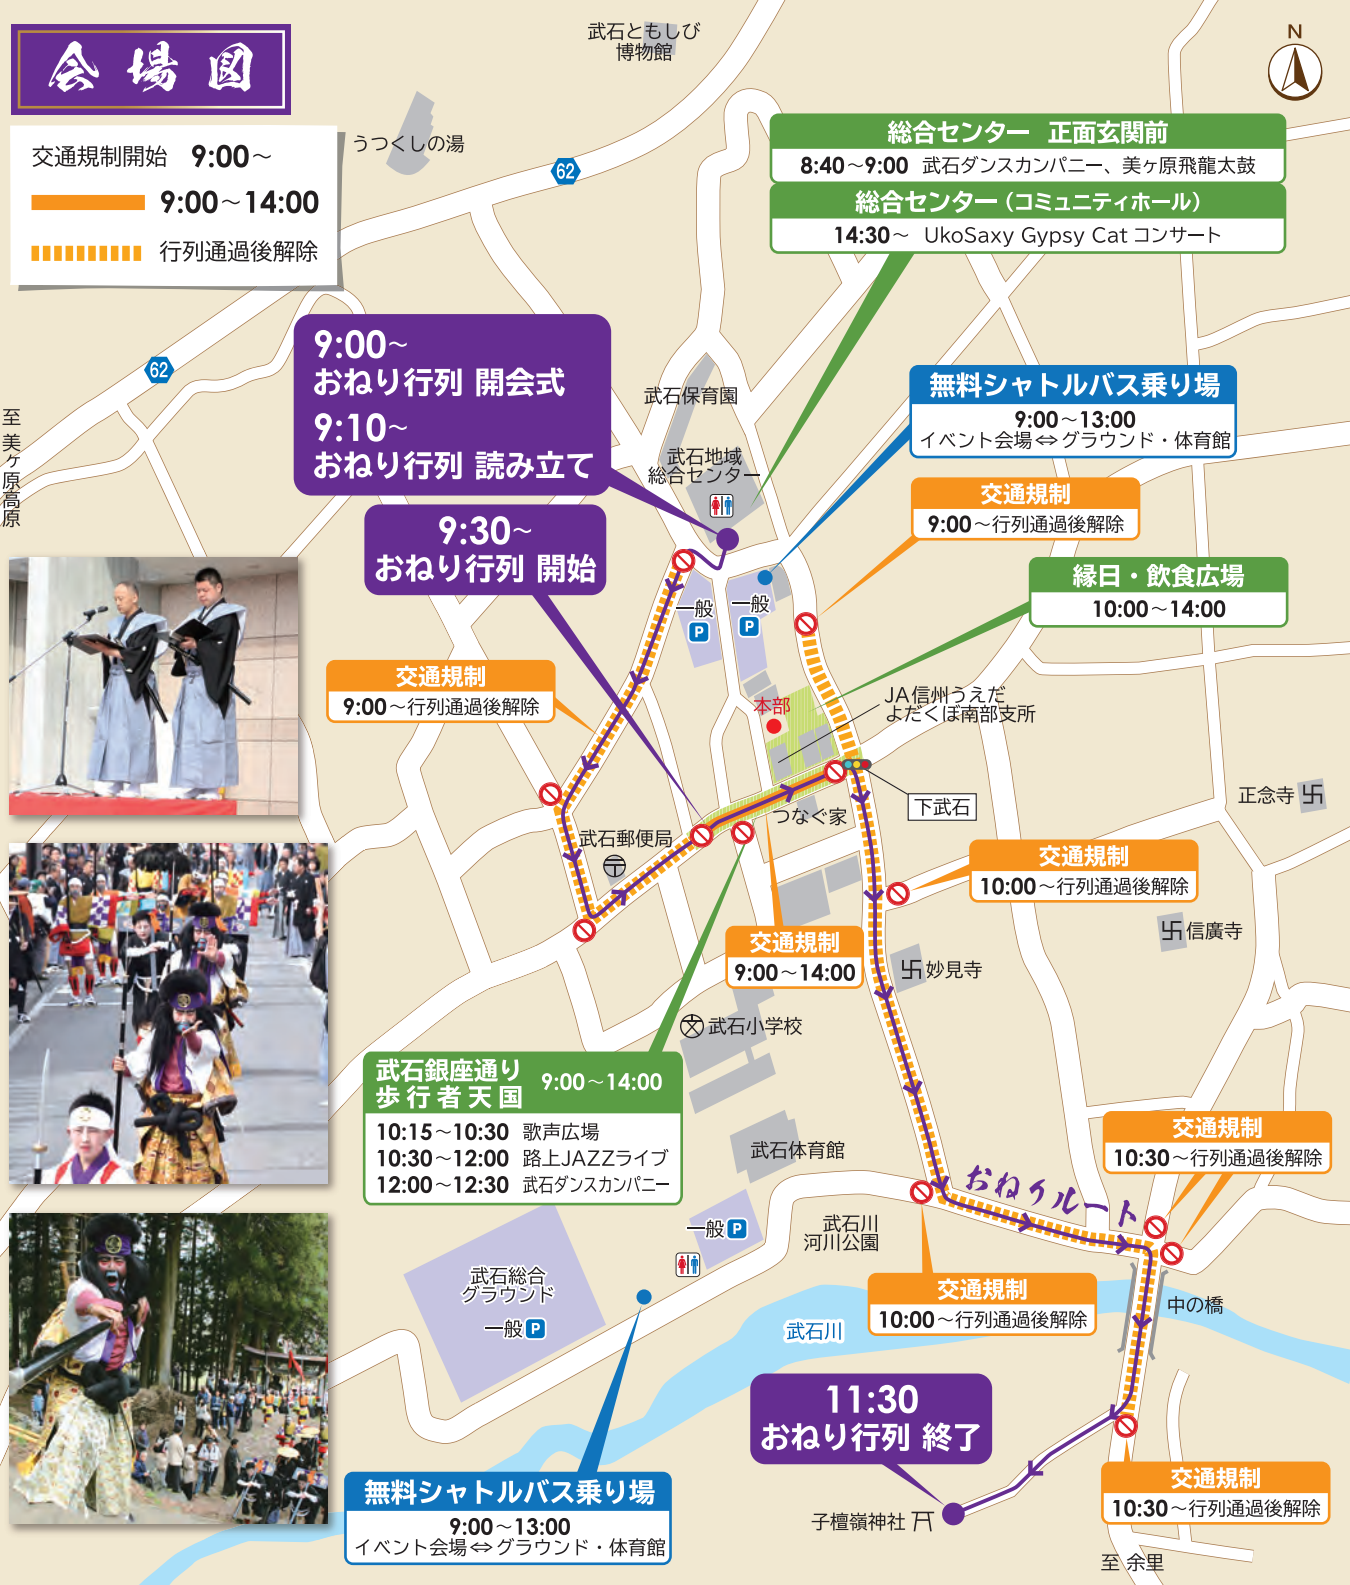 会場図
交通規制開始 9:00～
9:00～14:00
行列通過後解除
N
武石ともしび
博物館
うつくしの湯
62
62
至 美ヶ原高原
総合センター 正面玄関前
8:40～9:00 武石ダンスカンパニー、美ヶ原飛龍太鼓
総合センター（コミュニティホール）
14:30～ UkoSaxy Gypsy Cat コンサート
9:00～
おねり行列 開会式
9:10～
おねり行列 読み立て
9:30～
おねり行列 開始
武石保育園
武石地域
総合センター
無料シャトルバス乗り場
9:00～13:00
イベント会場⇔グラウンド・体育館
交通規制
9:00～行列通過後解除
縁日・飲食広場
10:00～14:00
一般
P
一般
P
交通規制
9:00～行列通過後解除
本部
JA信州うえだ
よだくぼ南部支所
下武石
つなぐ家
武石郵便局
正念寺
交通規制
10:00～行列通過後解除
信廣寺
交通規制
9:00～14:00
妙見寺
武石小学校
武石銀座通り
歩行者天国
9:00～14:00
10:15～10:30 歌声広場
10:30～12:00 路上JAZZライブ
12:00～12:30 武石ダンスカンパニー
武石体育館
交通規制
10:30～行列通過後解除
おねりルート
武石川
河川公園
一般 P
武石総合
グラウンド
一般 P
交通規制
10:00～行列通過後解除
中の橋
武石川
11:30
おねり行列 終了
無料シャトルバス乗り場
9:00～13:00
イベント会場⇔グラウンド・体育館
子檀嶺神社
交通規制
10:30～行列通過後解除
至 余里